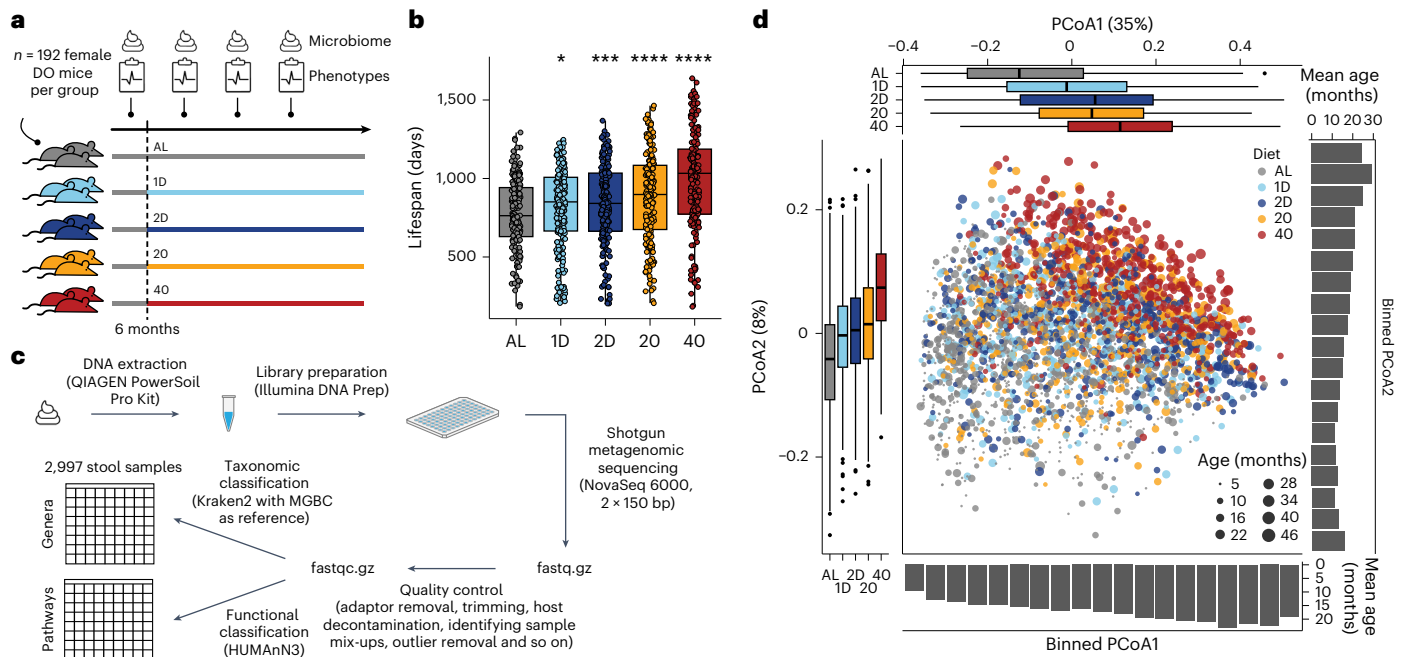 a
n = 192 female
DO mice
per group
Microbiome
Phenotypes
AL
1D
2D
20
40
6 months
b
Lifespan (days)
1,500
1,000
500
*
***
****
****
AL
1D
2D
20
40
c
DNA extraction
(QIAGEN PowerSoil
Pro Kit)
Library preparation
(Illumina DNA Prep)
Shotgun
metagenomic
sequencing
(NovaSeq 6000,
2 × 150 bp)
2,997 stool samples
Taxonomic
classification
(Kraken2 with MGBC
as reference)
Genera
Pathways
fastqc.gz
fastq.gz
Quality control
(adaptor removal, trimming, host
decontamination, identifying sample
mix-ups, outlier removal and so on)
Functional
classification
(HUMAnN3)
d
PCoA1 (35%)
−0.4
−0.2
0
0.2
0.4
AL
1D
2D
20
40
Mean age
(months)
0 10 20 30
Diet
AL
1D
2D
20
40
PCoA2 (8%)
0.2
0
−0.2
AL
1D
2D
20
40
Age (months)
5
10
16
22
28
34
40
46
Binned PCoA2
0
5
10
15
20
Mean age
(months)
Binned PCoA1